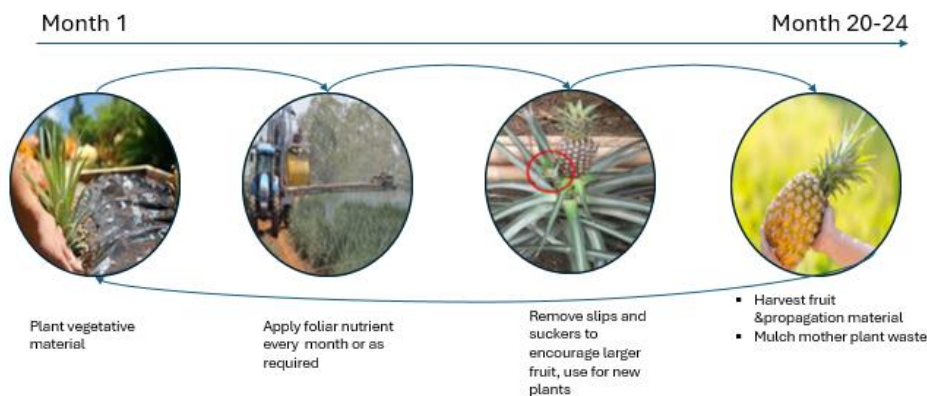 Month 1
Month 20-24
Plant vegetative
material
Apply foliar nutrient
every month or as
required
Remove slips and
suckers to
encourage larger
fruit, use for new
plants
▪ Harvest fruit
&propagation material
▪ Mulch mother plant waste